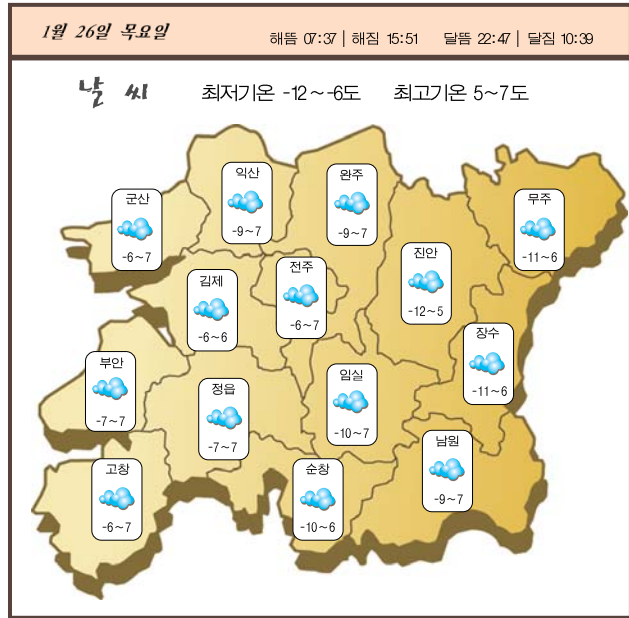 1월 26일 목요일
해뜸 07:37 | 해짐 15:51 달뜸 22:47 | 달짐 10:39
날씨 최저기온 -12~-6도 최고기온 5~7도
익산
-9~7
완주
-9~7
군산
-6~7
무주
-11~6
진안
-12~5
전주
-6~7
김제
-6~6
장수
-11~6
부안
-7~7
임실
-10~7
정읍
-7~7
남원
-9~7
고창
-6~7
순창
-10~6